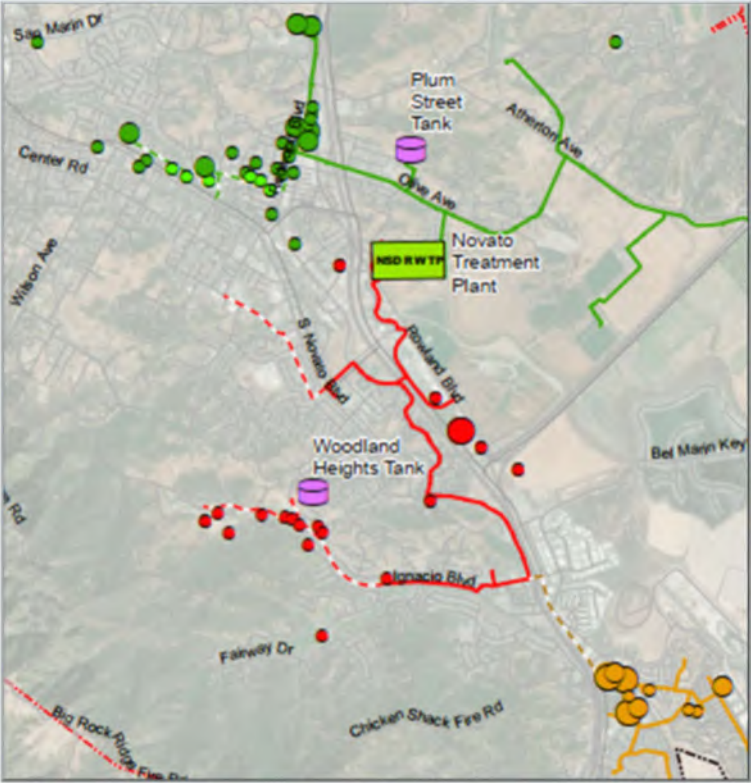 San Marin Dr
Plum
Street
Tank
Atherton Ave
Center Rd
Olive Ave
Wilson Ave
NSD RWTP
Novato
Treatment
Plant
S Novato Blvd
Rowland Blvd
Woodland
Heights Tank
Bel Marin Key
Rd
Ignacio Blvd
Fairway Dr
Chicken Shack Fire Rd
Big Rock Ridge Fire Rd